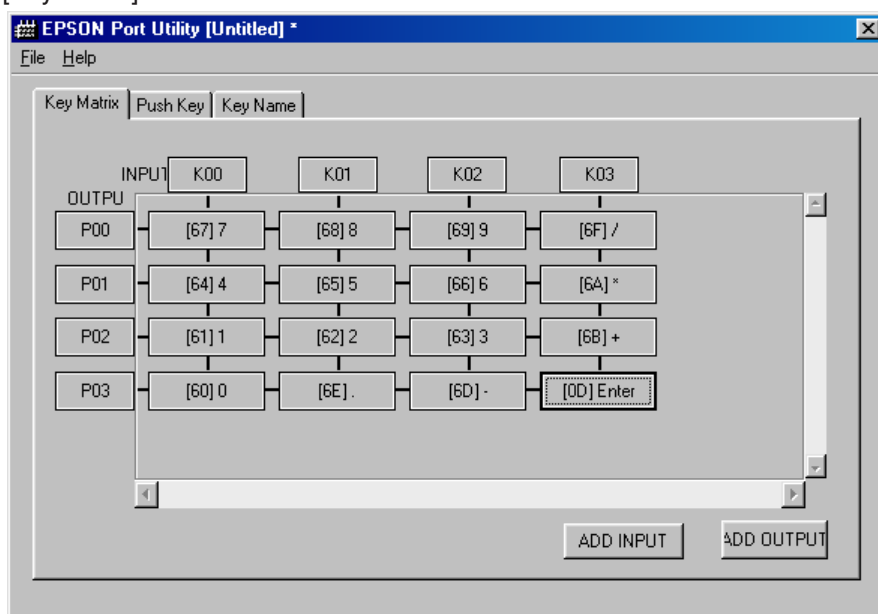 EPSON Port Utility [Untitled] *
File Help
Key Matrix Push Key Key Name
INPUT K00 K01 K02 K03
OUTPU
P00 [67] 7 [68] 8 [69] 9 [6F] /
P01 [64] 4 [65] 5 [66] 6 [6A] *
P02 [61] 1 [62] 2 [63] 3 [6B] +
P03 [60] 0 [6E] . [6D] - [0D] Enter
ADD INPUT ADD OUTPUT